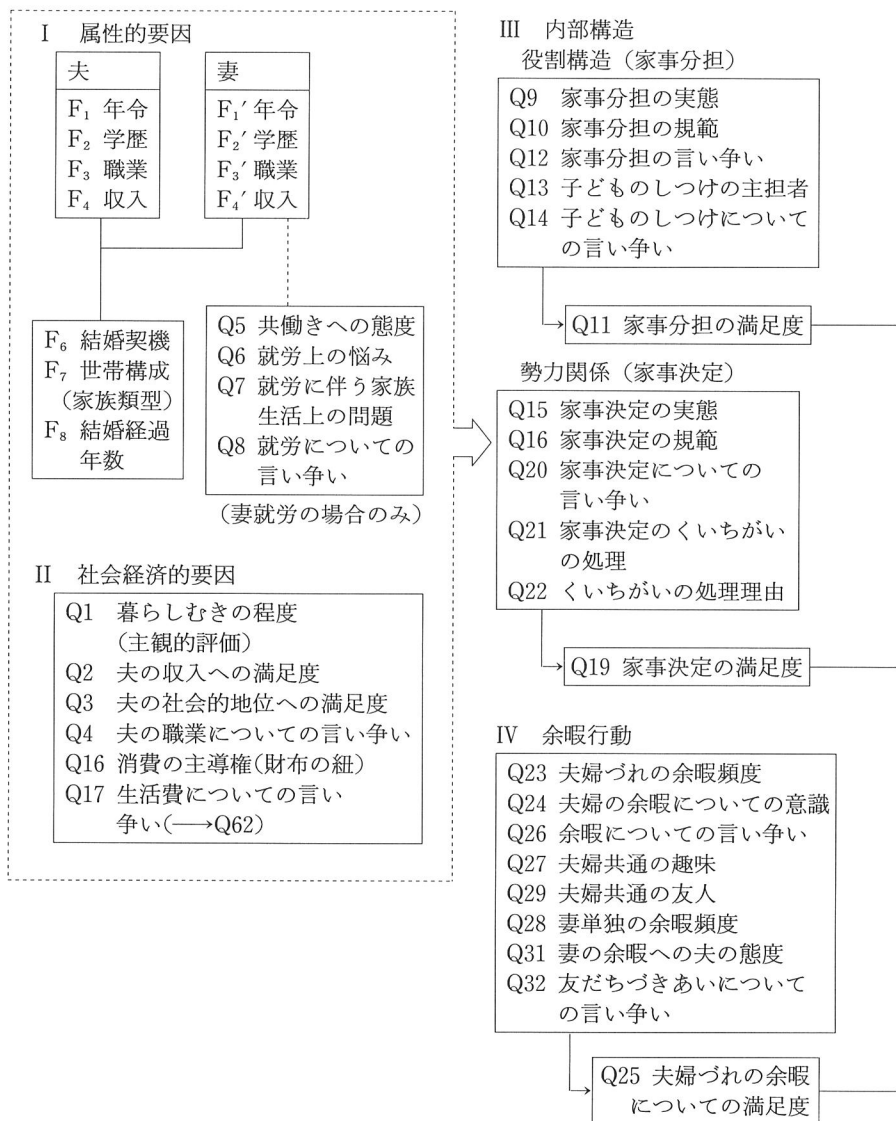 I 属性的要因
夫
F₁ 年令
F₂ 学歴
F₃ 職業
F₄ 収入
妻
F₁′ 年令
F₂′ 学歴
F₃′ 職業
F₄′ 収入
F₆ 結婚契機
F₇ 世帯構成
(家族類型)
F₈ 結婚経過
年数
Q5 共働きへの態度
Q6 就労上の悩み
Q7 就労に伴う家族
生活上の問題
Q8 就労についての
言い争い
(妻就労の場合のみ)
II 社会経済的要因
Q1 暮らしむきの程度
(主観的評価)
Q2 夫の収入への満足度
Q3 夫の社会的地位への満足度
Q4 夫の職業についての言い争い
Q16 消費の主導権(財布の紐)
Q17 生活費についての言い
争い(⟶Q62)
III 内部構造
役割構造(家事分担)
Q9 家事分担の実態
Q10 家事分担の規範
Q12 家事分担の言い争い
Q13 子どものしつけの主担者
Q14 子どものしつけについて
の言い争い
Q11 家事分担の満足度
勢力関係(家事決定)
Q15 家事決定の実態
Q16 家事決定の規範
Q20 家事決定についての
言い争い
Q21 家事決定のくいちがい
の処理
Q22 くいちがいの処理理由
Q19 家事決定の満足度
IV 余暇行動
Q23 夫婦づれの余暇頻度
Q24 夫婦の余暇についての意識
Q26 余暇についての言い争い
Q27 夫婦共通の趣味
Q29 夫婦共通の友人
Q28 妻単独の余暇頻度
Q31 妻の余暇への夫の態度
Q32 友だちづきあいについて
の言い争い
Q25 夫婦づれの余暇
についての満足度